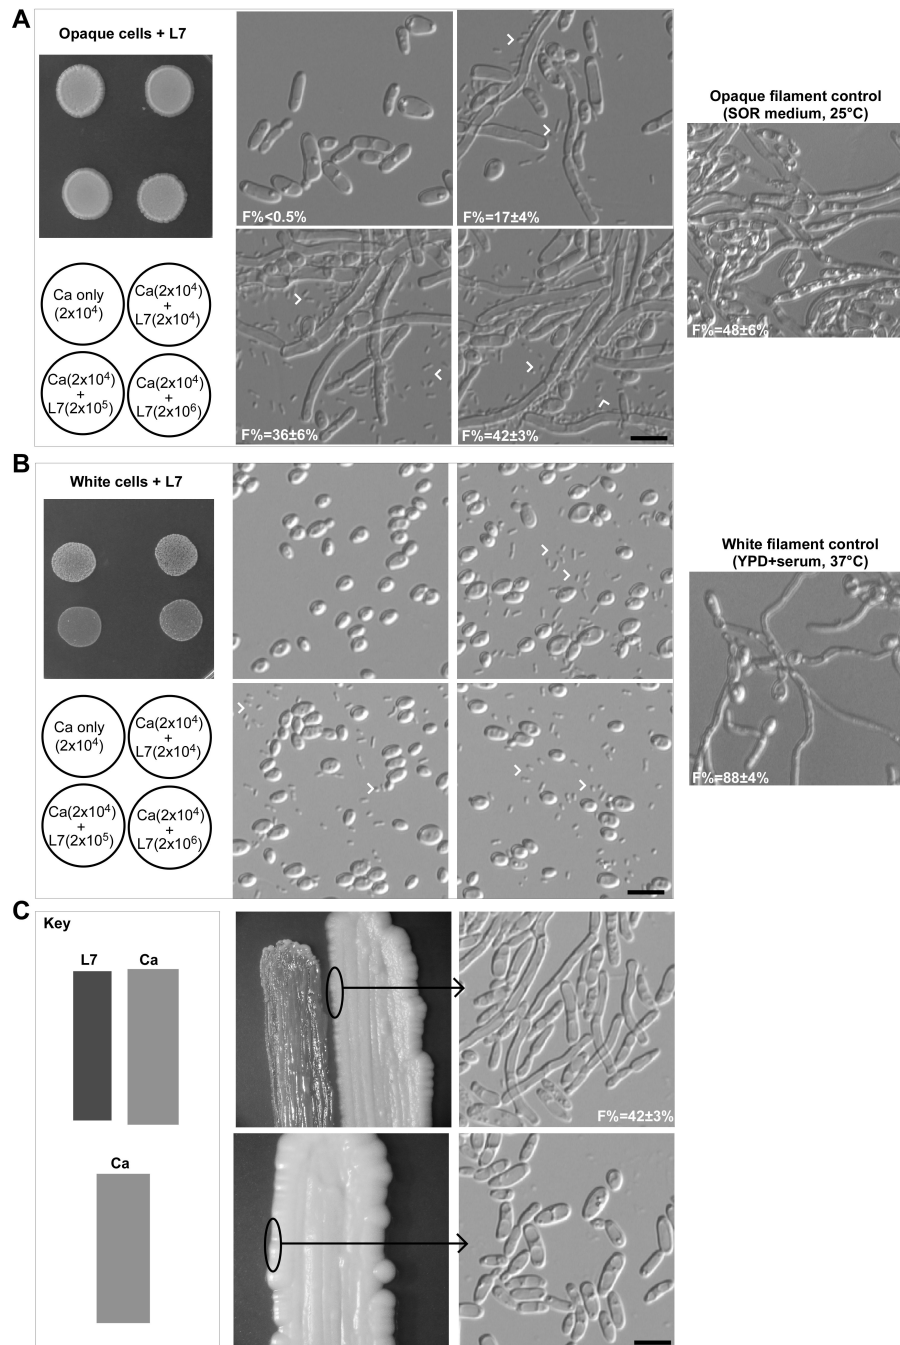 A
Opaque cells + L7
F%<0.5%
F%=17±4%
Opaque filament control
(SOR medium, 25°C)
F%=48±6%
Ca only
(2x10⁴)
Ca(2x10⁴)
+
L7(2x10⁴)
Ca(2x10⁴)
+
L7(2x10⁵)
Ca(2x10⁴)
+
L7(2x10⁶)
F%=36±6%
F%=42±3%
B
White cells + L7
White filament control
(YPD+serum, 37°C)
F%=88±4%
Ca only
(2x10⁴)
Ca(2x10⁴)
+
L7(2x10⁴)
Ca(2x10⁴)
+
L7(2x10⁵)
Ca(2x10⁴)
+
L7(2x10⁶)
C
Key
L7
Ca
F%=42±3%
Ca